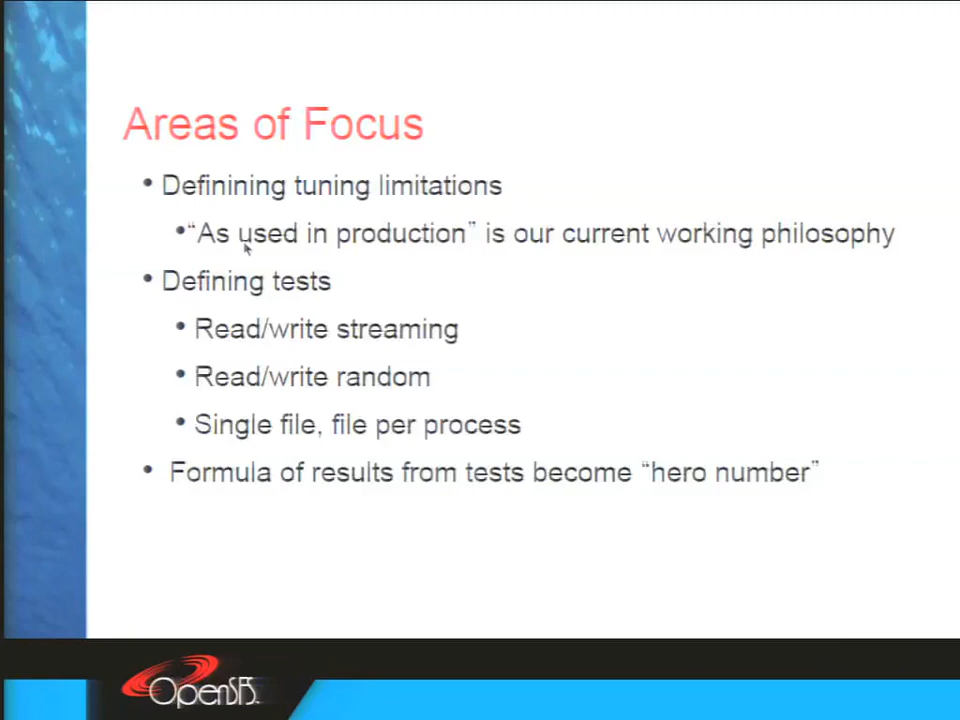 Areas of Focus
• Definining tuning limitations
•“As used in production” is our current working philosophy
• Defining tests
• Read/write streaming
• Read/write random
• Single file, file per process
• Formula of results from tests become “hero number”
OpenSFS